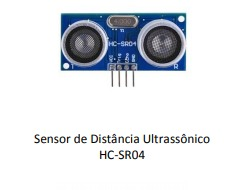 HC-SR04
T
R
Sensor de Distância Ultrassônico
HC-SR04